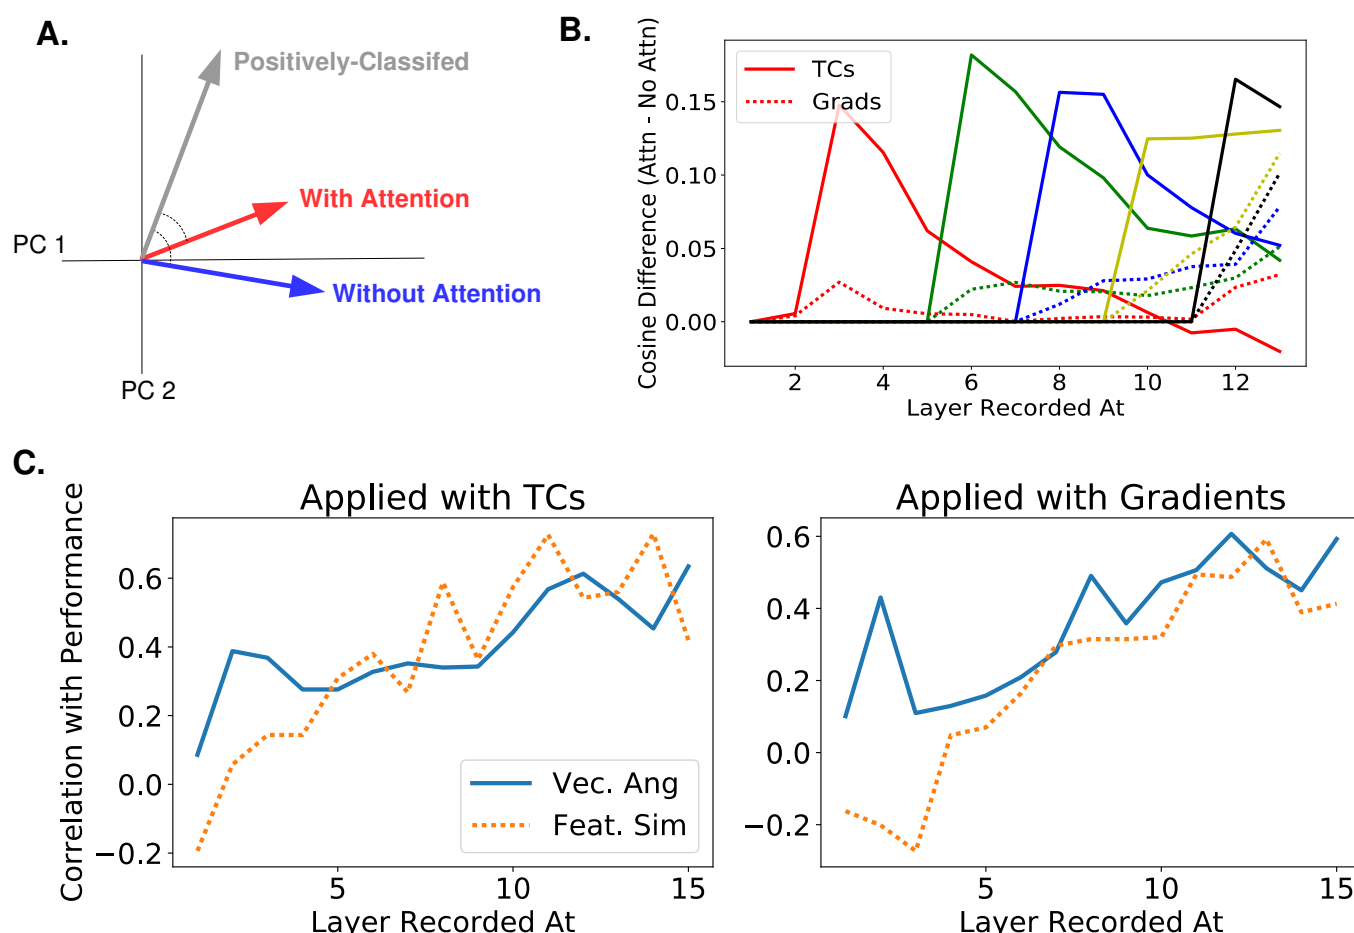 A.
Positively-Classifed
With Attention
PC 1
Without Attention
PC 2
B.
Cosine Difference (Attn - No Attn)
TCs
Grads
0.15
0.10
0.05
0.00
2 4 6 8 10 12
Layer Recorded At
C.
Applied with TCs
Correlation with Performance
0.6
0.4
0.2
0.0
−0.2
Vec. Ang
Feat. Sim
5 10 15
Layer Recorded At
Applied with Gradients
0.6
0.4
0.2
0.0
−0.2
5 10 15
Layer Recorded At